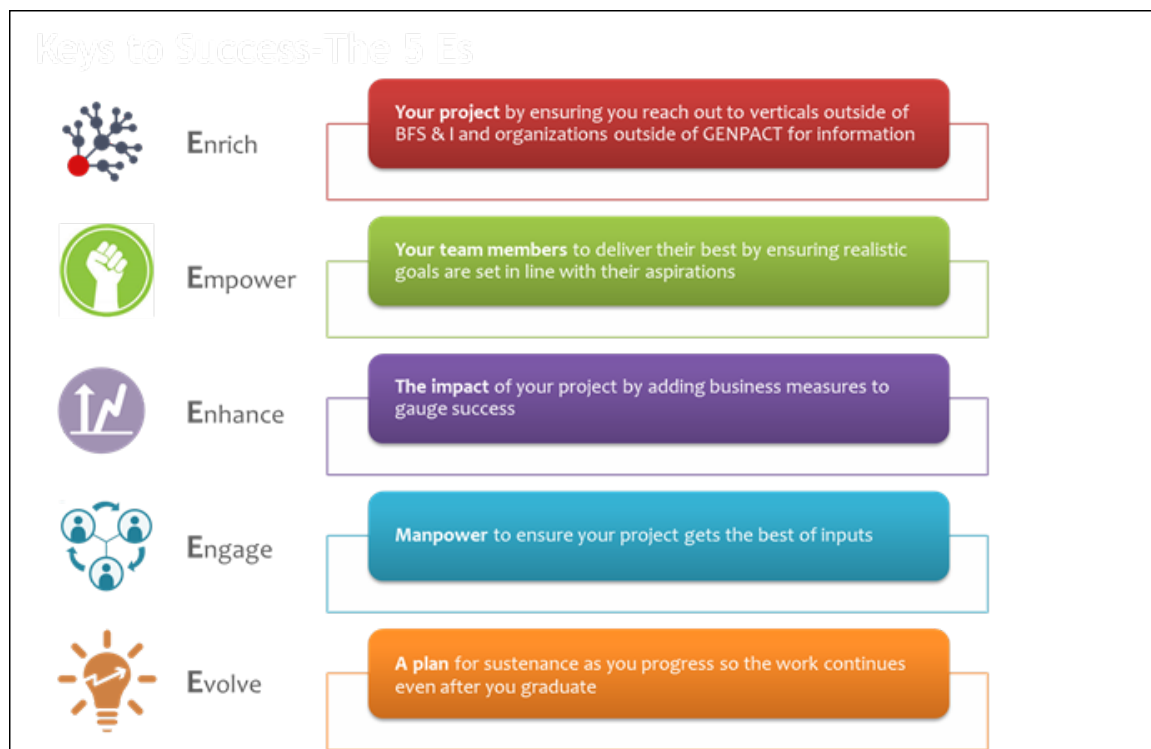 Keys to Success-The 5 Es
Enrich
Your project by ensuring you reach out to verticals outside of
BFS & I and organizations outside of GENPACT for information
Empower
Your team members to deliver their best by ensuring realistic
goals are set in line with their aspirations
Enhance
The impact of your project by adding business measures to
gauge success
Engage
Manpower to ensure your project gets the best of inputs
Evolve
A plan for sustenance as you progress so the work continues
even after you graduate